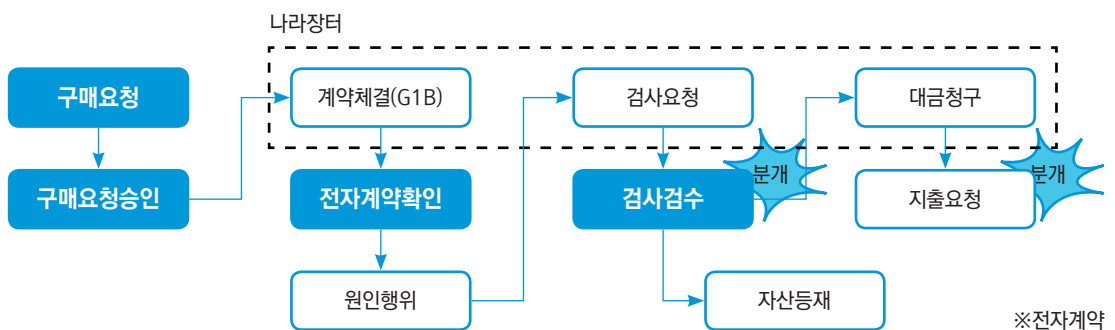 나라장터
구매요청
계약체결(G1B)
검사요청
대금청구
구매요청승인
전자계약확인
검사검수
분개
지출요청
분개
원인행위
자산등재
※전자계약